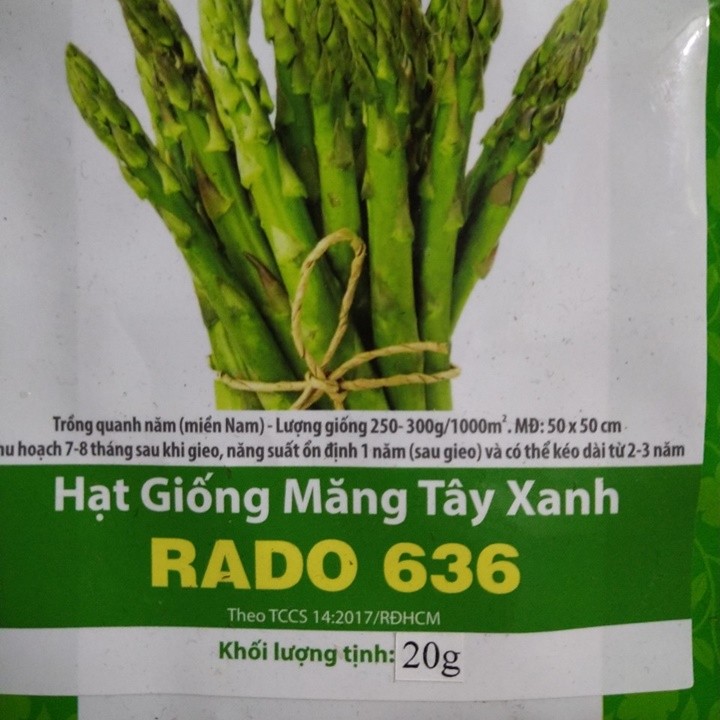 Trồng quanh năm (miền Nam) - Lượng giống 250- 300g/1000m². MĐ: 50 x 50 cm
hoạch 7-8 tháng sau khi gieo, năng suất ổn định 1 năm (sau gieo) và có thể kéo dài từ 2-3 năm
Hạt Giống Măng Tây Xanh
RADO 636
Theo TCCS 14:2017/RĐHCM
Khối lượng tịnh: 20g